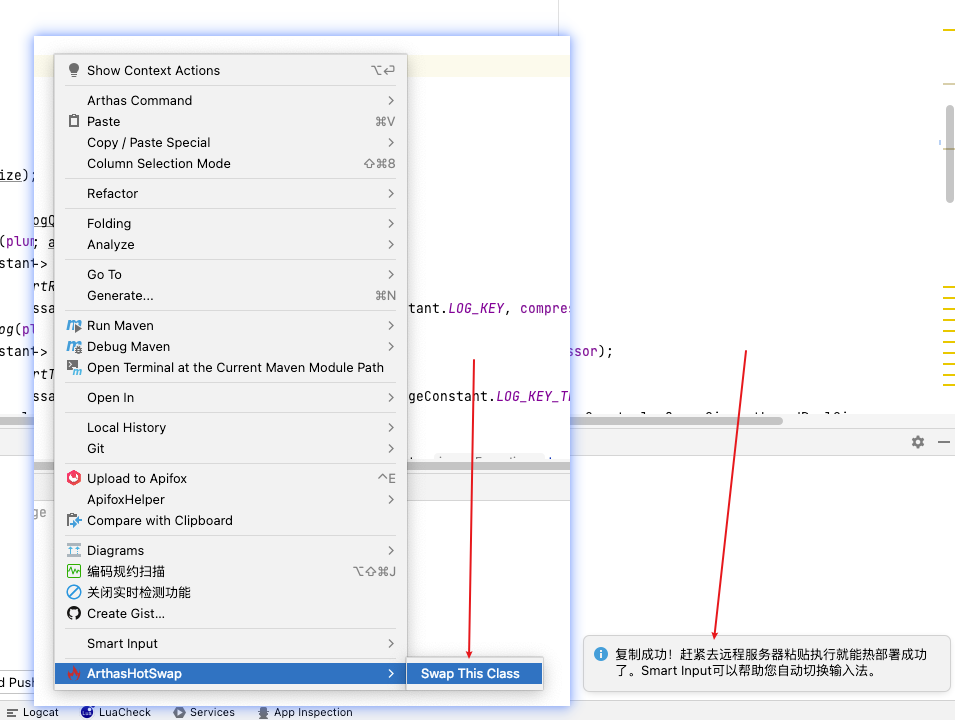 Show Context Actions ⌥↩
Arthas Command
Paste ⌘V
Copy / Paste Special
Column Selection Mode ⇧⌘8
ize);
Refactor
ogQ
Folding
(plum; a
Analyze
stant->
Go To
rtR
Generate... ⌘N
ssa tant.LOG_KEY, compres
Run Maven
og(pl
Debug Maven
stant-> ssor);
Open Terminal at the Current Maven Module Path
rtT
Open In
ssa geConstant.LOG_KEY_T
Local History
Git
Upload to Apifox ^E
ApifoxHelper
ge
Compare with Clipboard
Diagrams
编码规约扫描 ⌥⇧⌘J
关闭实时检测功能
Create Gist...
Smart Input
ArthasHotSwap
Swap This Class
复制成功！赶紧去远程服务器粘贴执行就能热部署成功
了。Smart Input可以帮助您自动切换输入法。
d Push
Logcat LuaCheck Services App Inspection